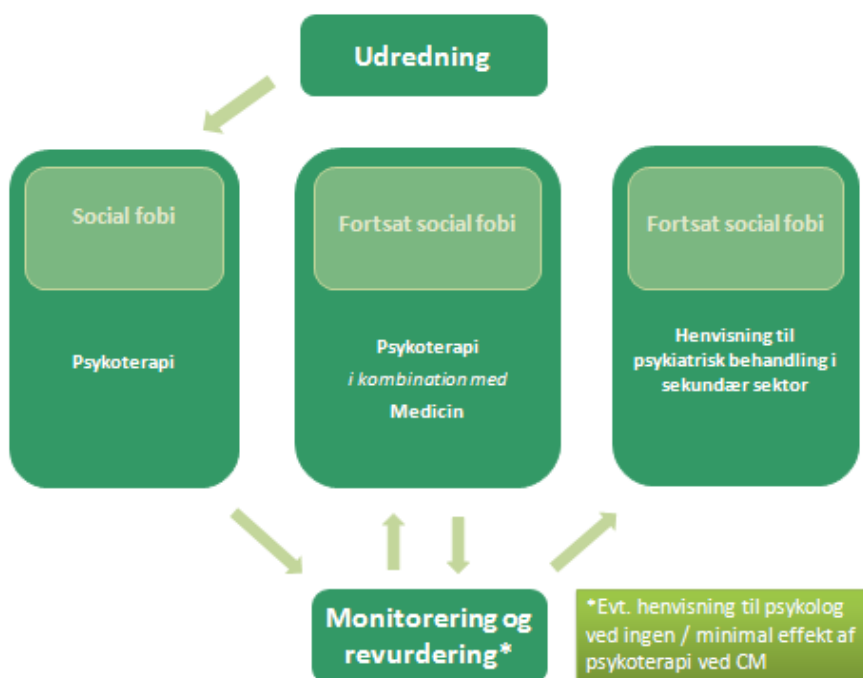 Udredning
Social fobi
Psykoterapi
Fortsat social fobi
Psykoterapi
i kombination med
Medicin
Fortsat social fobi
Henvisning til
psykiatrisk behandling i
sekundær sektor
Monitorering og
revurdering*
*Evt. henvisning til psykolog
ved ingen / minimal effekt af
psykoterapi ved CM